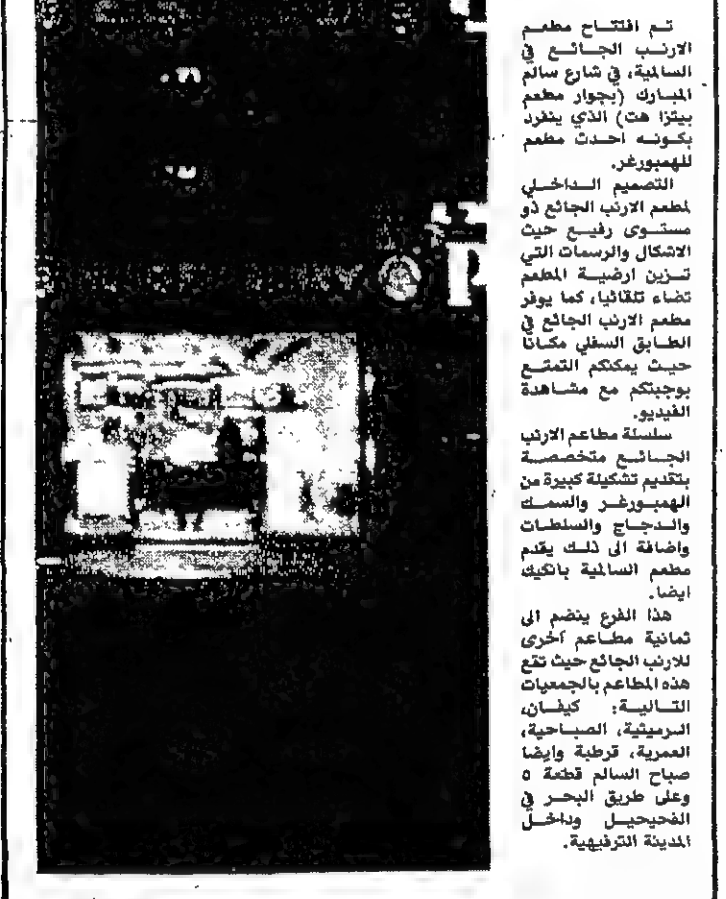 تم افتتاح مطعم
الارنب الجائع في
السالمية، في شارع سالم
المبارك (بجوار مطعم
بيتزا هت) الذي ينفرد
بكونه احدث مطعم
للهمبورغر.
التصميم الداخلي
لمطعم الارنب الجائع ذو
مستوى رفيع حيث
الاشكال والرسمات التي
تزين ارضية المطعم
تضاء تلقائيا، كما يوفر
مطعم الارنب الجائع في
الطابق السفلي مكانا
حيث يمكنكم التمتع
بوجبتكم مع مشاهدة
الفيديو.
سلسلة مطاعم الارنب
الجائع متخصصة
بتقديم تشكيلة كبيرة من
الهمبورغر والسمك
والدجاج والسلطات
واضافة الى ذلك يقدم
مطعم السالمية بانكيك
ايضا.
هذا الفرع ينضم الى
ثمانية مطاعم اخرى
للارنب الجائع حيث تقع
هذه المطاعم بالجمعيات
التالية: كيفان،
الرميثية، الصباحية،
العمرية، قرطبة وايضا
صباح السالم قطعة ٥
وعلى طريق البحر في
الفحيحيل وداخل
المدينة الترفيهية.